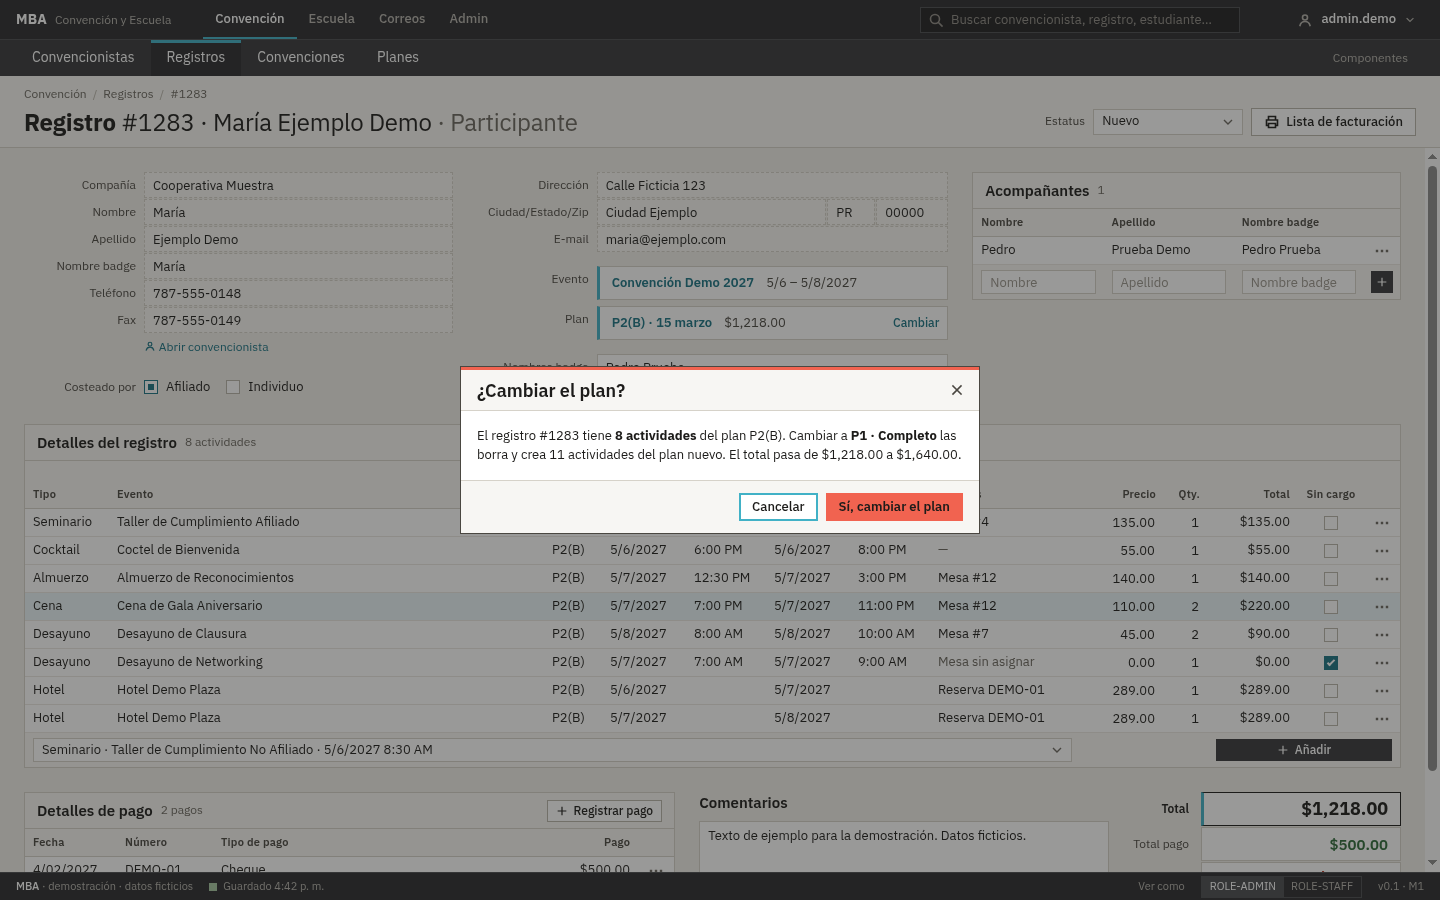 MBA Convención y Escuela Convención Escuela Correos Admin Buscar convencionista, registro, estudiante... admin.demo
Convencionistas Registros Convenciones Planes Componentes
Convención / Registros / #1283
Registro #1283 · María Ejemplo Demo · Participante Estatus Nuevo Lista de facturación
Compañía Cooperativa Muestra
Nombre María
Apellido Ejemplo Demo
Nombre badge María
Teléfono 787-555-0148
Fax 787-555-0149
Abrir convencionista
Costeado por Afiliado Individuo
Dirección Calle Ficticia 123
Ciudad/Estado/Zip Ciudad Ejemplo PR 00000
E-mail maria@ejemplo.com
Evento Convención Demo 2027 5/6 – 5/8/2027
Plan P2(B) · 15 marzo $1,218.00 Cambiar
Nombres badge Pedro Prueba
Acompañantes 1
Nombre Apellido Nombre badge
Pedro Prueba Demo Pedro Prueba
Nombre Apellido Nombre badge
¿Cambiar el plan?
El registro #1283 tiene 8 actividades del plan P2(B). Cambiar a P1 · Completo las
borra y crea 11 actividades del plan nuevo. El total pasa de $1,218.00 a $1,640.00.
Cancelar Sí, cambiar el plan
Detalles del registro 8 actividades
Tipo Evento Precio Qty. Total Sin cargo
Seminario Taller de Cumplimiento Afiliado 4 135.00 1 $135.00
Cocktail Coctel de Bienvenida P2(B) 5/6/2027 6:00 PM 5/6/2027 8:00 PM — 55.00 1 $55.00
Almuerzo Almuerzo de Reconocimientos P2(B) 5/7/2027 12:30 PM 5/7/2027 3:00 PM Mesa #12 140.00 1 $140.00
Cena Cena de Gala Aniversario P2(B) 5/7/2027 7:00 PM 5/7/2027 11:00 PM Mesa #12 110.00 2 $220.00
Desayuno Desayuno de Clausura P2(B) 5/8/2027 8:00 AM 5/8/2027 10:00 AM Mesa #7 45.00 2 $90.00
Desayuno Desayuno de Networking P2(B) 5/7/2027 7:00 AM 5/7/2027 9:00 AM Mesa sin asignar 0.00 1 $0.00
Hotel Hotel Demo Plaza P2(B) 5/6/2027 5/7/2027 Reserva DEMO-01 289.00 1 $289.00
Hotel Hotel Demo Plaza P2(B) 5/7/2027 5/8/2027 Reserva DEMO-01 289.00 1 $289.00
Seminario · Taller de Cumplimiento No Afiliado · 5/6/2027 8:30 AM Añadir
Detalles de pago 2 pagos Registrar pago
Fecha Número Tipo de pago Pago
4/02/2027 DEMO-01 Cheque $500.00
Comentarios
Texto de ejemplo para la demostración. Datos ficticios.
Total $1,218.00
Total pago $500.00
MBA · demostración · datos ficticios Guardado 4:42 p. m. Ver como ROLE-ADMIN ROLE-STAFF v0.1 · M1